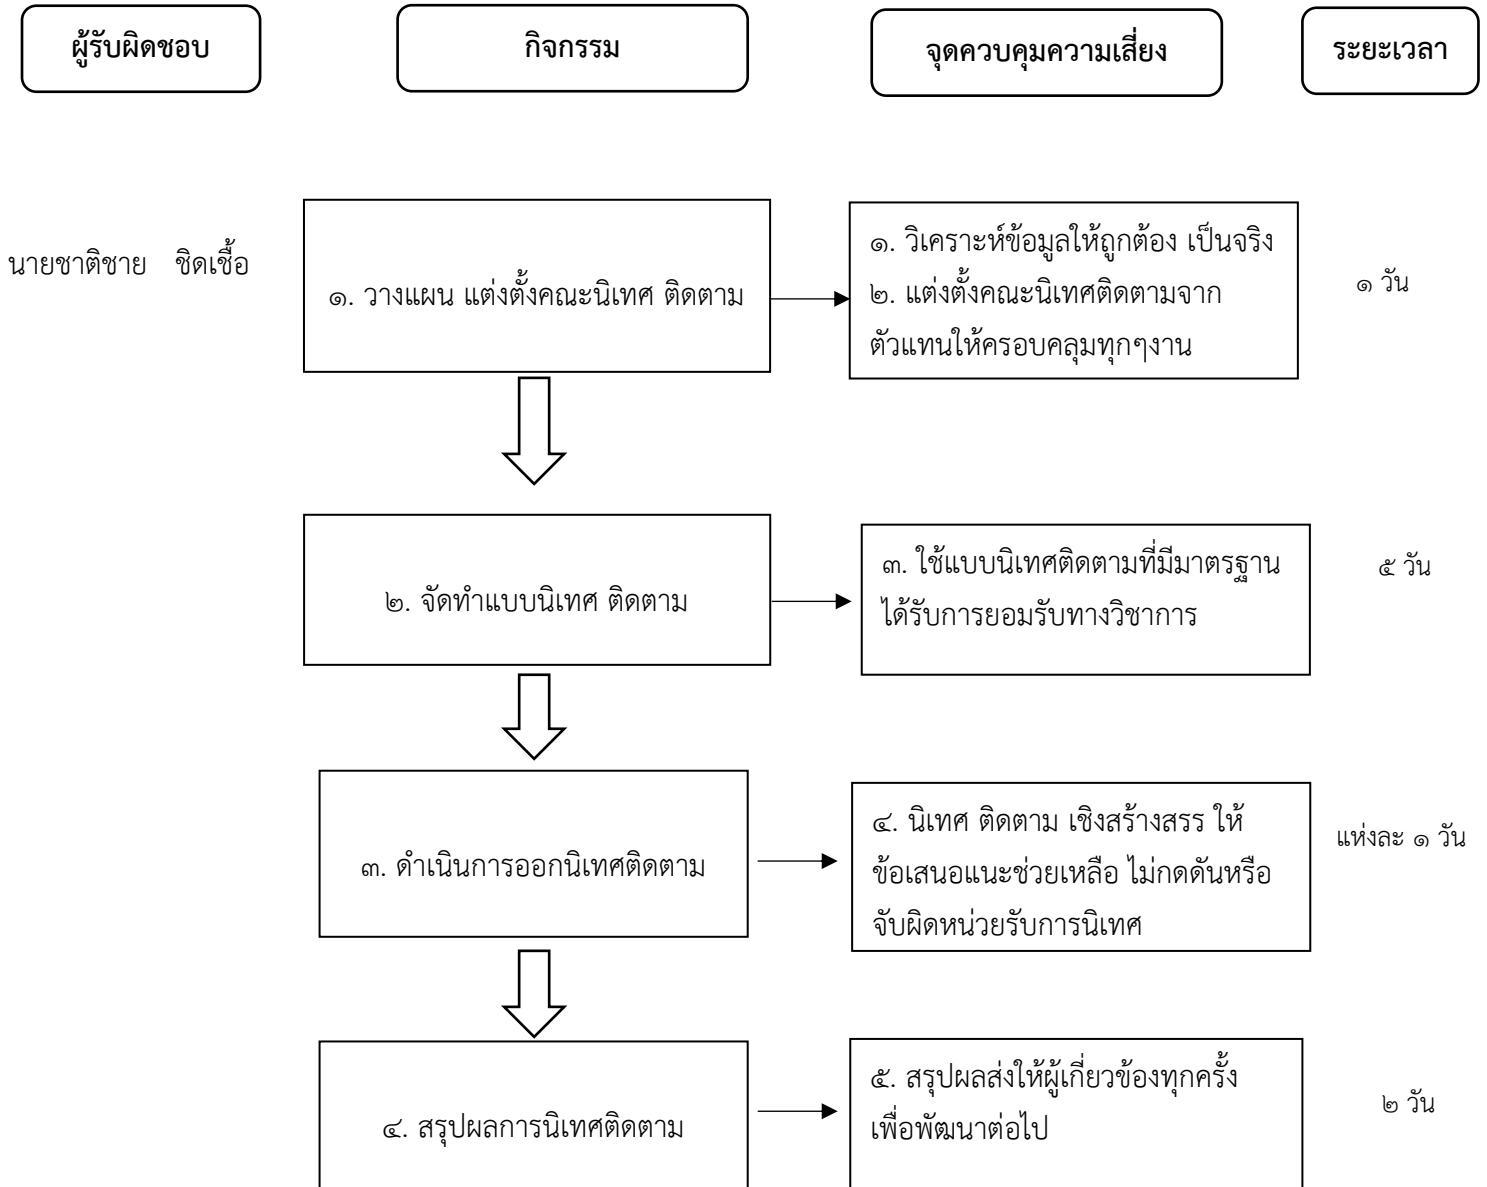 ผู้รับผิดชอบ
กิจกรรม
จุดควบคุมความเสี่ยง
ระยะเวลา
นายชาติชาย ชิดเชื้อ
๑. วางแผน แต่งตั้งคณะนิเทศ ติดตาม
๑. วิเคราะห์ข้อมูลให้ถูกต้อง เป็นจริง
๒. แต่งตั้งคณะนิเทศติดตามจาก
ตัวแทนให้ครอบคลุมทุกๆงาน
๑ วัน
๒. จัดทำแบบนิเทศ ติดตาม
๓. ใช้แบบนิเทศติดตามที่มีมาตรฐาน
ได้รับการยอมรับทางวิชาการ
๕ วัน
๓. ดำเนินการออกนิเทศติดตาม
๔. นิเทศ ติดตาม เชิงสร้างสรร ให้
ข้อเสนอแนะช่วยเหลือ ไม่กดดันหรือ
จับผิดหน่วยรับการนิเทศ
แห่งละ ๑ วัน
๔. สรุปผลการนิเทศติดตาม
๕. สรุปผลส่งให้ผู้เกี่ยวข้องทุกครั้ง
เพื่อพัฒนาต่อไป
๒ วัน